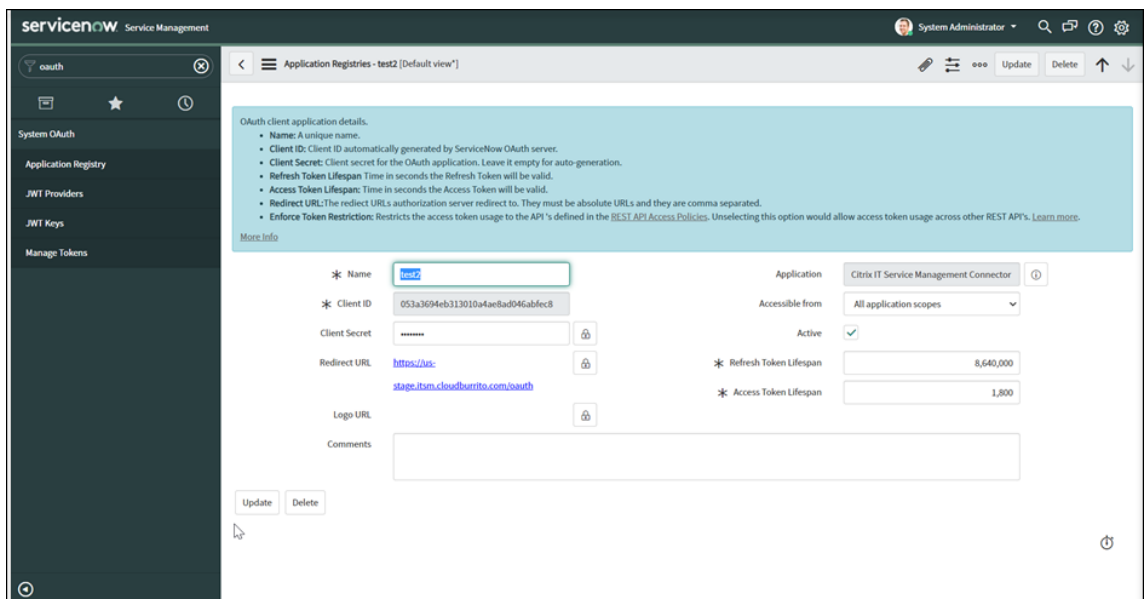 servicenow Service Management
System Administrator
oauth
Application Registries - test2 [Default view*]
Update Delete
System OAuth
Application Registry
JWT Providers
JWT Keys
Manage Tokens
OAuth client application details.
• Name: A unique name.
• Client ID: Client ID automatically generated by ServiceNow OAuth server.
• Client Secret: Client secret for the OAuth application. Leave it empty for auto-generation.
• Refresh Token Lifespan Time in seconds the Refresh Token will be valid.
• Access Token Lifespan: Time in seconds the Access Token will be valid.
• Redirect URL:The rediect URLs authorization server redirect to. They must be absolute URLs and they are comma separated.
• Enforce Token Restriction: Restricts the access token usage to the API 's defined in the REST API Access Policies. Unselecting this option would allow access token usage across other REST API's. Learn more.
More Info
Name test2
Client ID 053a3694eb313010a4ae8ad046abfec8
Client Secret ••••••••
Redirect URL https://us-
stage.itsm.cloudburrito.com/oauth
Logo URL
Comments
Application Citrix IT Service Management Connector
Accessible from All application scopes
Active
Refresh Token Lifespan 8,640,000
Access Token Lifespan 1,800
Update Delete